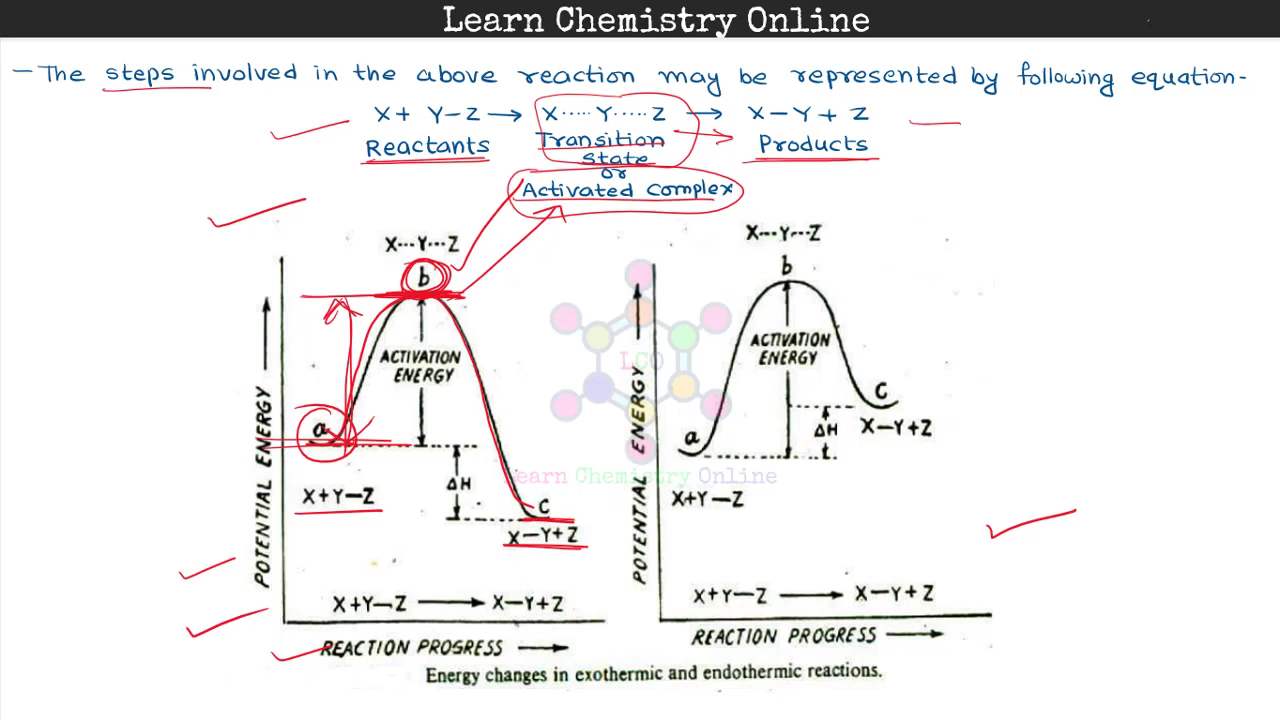 Learn Chemistry Online
– The steps involved in the above reaction may be represented by following equation-
X + Y–Z → X.....Y.....Z → X–Y + Z
Reactants Transition Products
State
or
Activated Complex
X···Y···Z
b
ACTIVATION
ENERGY
a
ΔH
X+Y–Z
C
X–Y+Z
POTENTIAL ENERGY
X+Y–Z → X–Y+Z
REACTION PROGRESS
X···Y···Z
b
ACTIVATION
ENERGY
C
a
ΔH
X–Y+Z
X+Y–Z
POTENTIAL ENERGY
X+Y–Z → X–Y+Z
REACTION PROGRESS
LCO
Learn Chemistry Online
Energy changes in exothermic and endothermic reactions.